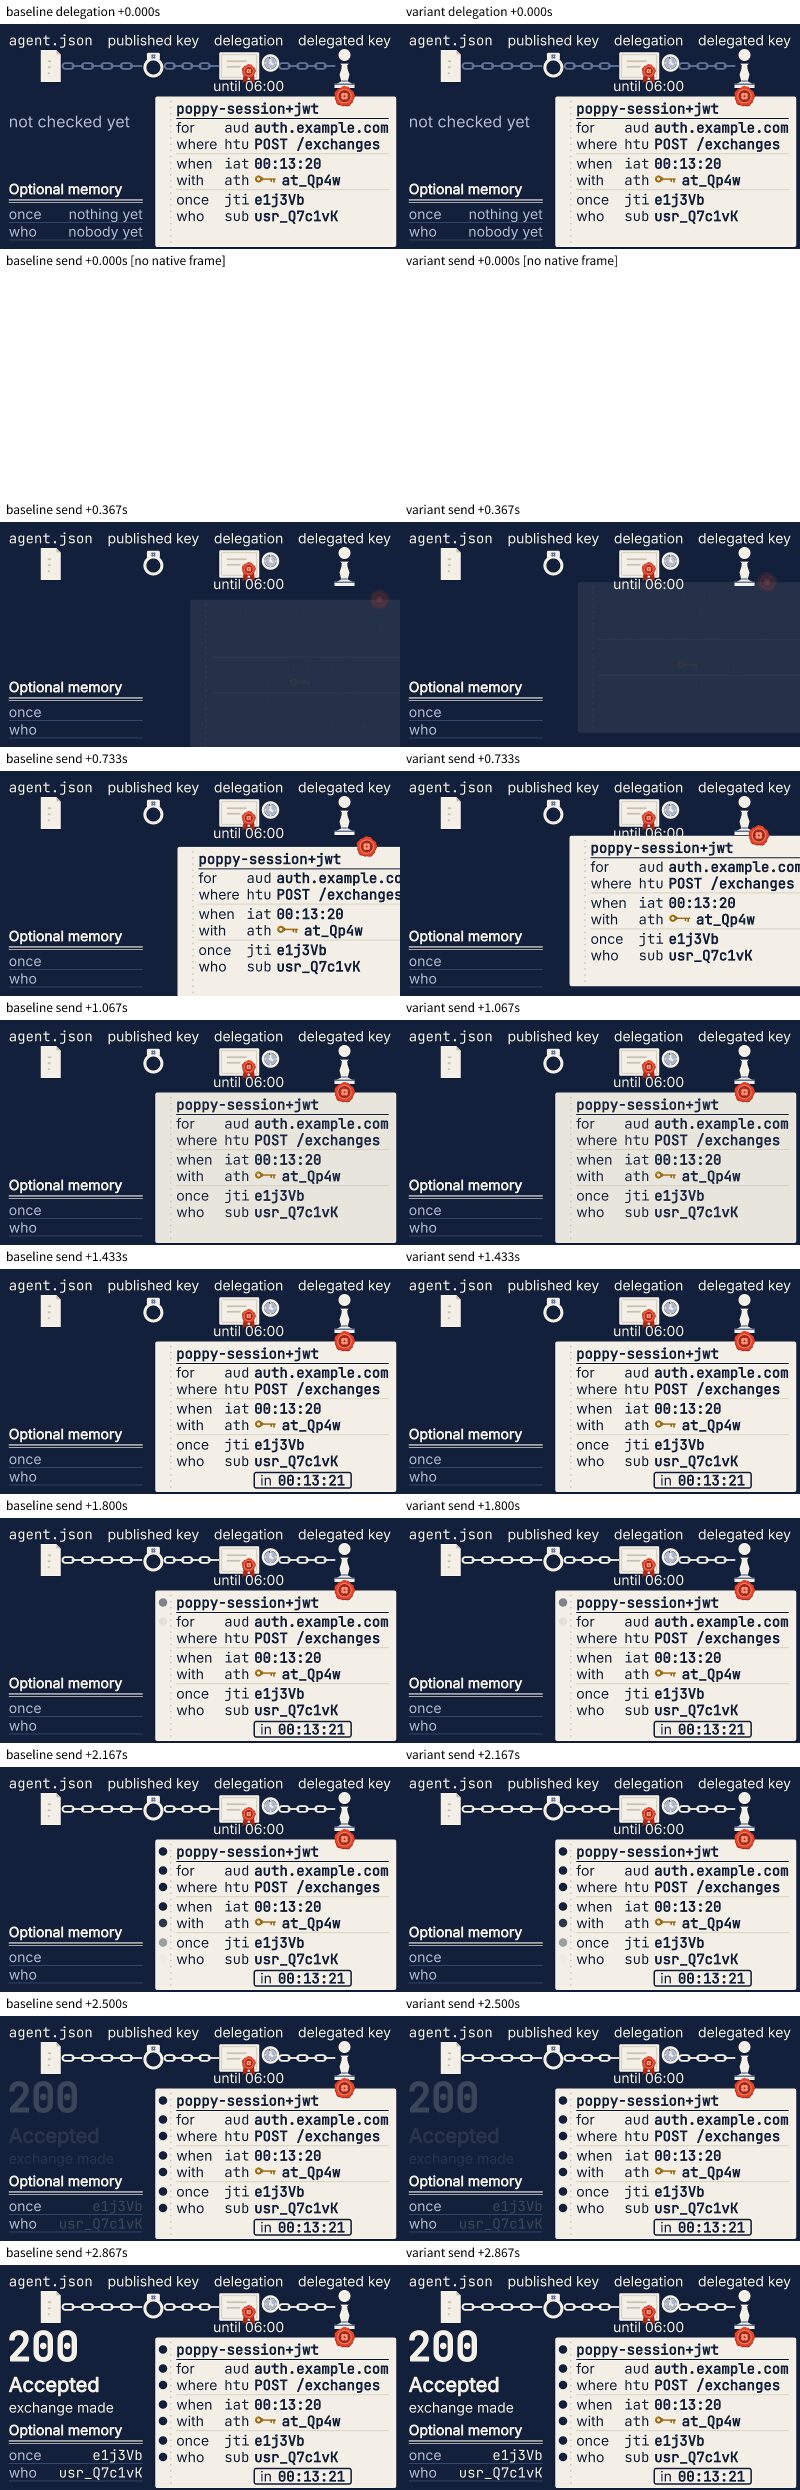 baseline delegation +0.000s variant delegation +0.000s
agent.json published key delegation delegated key agent.json published key delegation delegated key
until 06:00 until 06:00
poppy-session+jwt poppy-session+jwt
not checked yet for aud auth.example.com not checked yet for aud auth.example.com
where htu POST /exchanges where htu POST /exchanges
when iat 00:13:20 when iat 00:13:20
Optional memory with ath at_Qp4w Optional memory with ath at_Qp4w
once nothing yet once jti e1j3Vb once nothing yet once jti e1j3Vb
who nobody yet who sub usr_Q7c1vK who nobody yet who sub usr_Q7c1vK
baseline send +0.000s [no native frame] variant send +0.000s [no native frame]
baseline send +0.367s variant send +0.367s
agent.json published key delegation delegated key agent.json published key delegation delegated key
until 06:00 until 06:00
Optional memory Optional memory
once once
who who
baseline send +0.733s variant send +0.733s
agent.json published key delegation delegated key agent.json published key delegation delegated key
until 06:00 until 06:00
poppy-session+jwt poppy-session+jwt
for aud auth.example.co for aud auth.example.com
where htu POST /exchanges where htu POST /exchanges
when iat 00:13:20 when iat 00:13:20
Optional memory with ath at_Qp4w Optional memory with ath at_Qp4w
once once jti e1j3Vb once once jti e1j3Vb
who who sub usr_Q7c1vK who who sub usr_Q7c1vK
baseline send +1.067s variant send +1.067s
agent.json published key delegation delegated key agent.json published key delegation delegated key
until 06:00 until 06:00
poppy-session+jwt poppy-session+jwt
for aud auth.example.com for aud auth.example.com
where htu POST /exchanges where htu POST /exchanges
when iat 00:13:20 when iat 00:13:20
Optional memory with ath at_Qp4w Optional memory with ath at_Qp4w
once once jti e1j3Vb once once jti e1j3Vb
who who sub usr_Q7c1vK who who sub usr_Q7c1vK
baseline send +1.433s variant send +1.433s
agent.json published key delegation delegated key agent.json published key delegation delegated key
until 06:00 until 06:00
poppy-session+jwt poppy-session+jwt
for aud auth.example.com for aud auth.example.com
where htu POST /exchanges where htu POST /exchanges
when iat 00:13:20 when iat 00:13:20
Optional memory with ath at_Qp4w Optional memory with ath at_Qp4w
once once jti e1j3Vb once once jti e1j3Vb
who who sub usr_Q7c1vK who who sub usr_Q7c1vK
in 00:13:21 in 00:13:21
baseline send +1.800s variant send +1.800s
agent.json published key delegation delegated key agent.json published key delegation delegated key
until 06:00 until 06:00
poppy-session+jwt poppy-session+jwt
for aud auth.example.com for aud auth.example.com
where htu POST /exchanges where htu POST /exchanges
when iat 00:13:20 when iat 00:13:20
Optional memory with ath at_Qp4w Optional memory with ath at_Qp4w
once once jti e1j3Vb once once jti e1j3Vb
who who sub usr_Q7c1vK who who sub usr_Q7c1vK
in 00:13:21 in 00:13:21
baseline send +2.167s variant send +2.167s
agent.json published key delegation delegated key agent.json published key delegation delegated key
until 06:00 until 06:00
poppy-session+jwt poppy-session+jwt
for aud auth.example.com for aud auth.example.com
where htu POST /exchanges where htu POST /exchanges
when iat 00:13:20 when iat 00:13:20
Optional memory with ath at_Qp4w Optional memory with ath at_Qp4w
once once jti e1j3Vb once once jti e1j3Vb
who who sub usr_Q7c1vK who who sub usr_Q7c1vK
in 00:13:21 in 00:13:21
baseline send +2.500s variant send +2.500s
agent.json published key delegation delegated key agent.json published key delegation delegated key
until 06:00 until 06:00
200 poppy-session+jwt 200 poppy-session+jwt
for aud auth.example.com for aud auth.example.com
Accepted where htu POST /exchanges Accepted where htu POST /exchanges
exchange made when iat 00:13:20 exchange made when iat 00:13:20
Optional memory with ath at_Qp4w Optional memory with ath at_Qp4w
once e1j3Vb once jti e1j3Vb once e1j3Vb once jti e1j3Vb
who usr_Q7c1vK who sub usr_Q7c1vK who usr_Q7c1vK who sub usr_Q7c1vK
in 00:13:21 in 00:13:21
baseline send +2.867s variant send +2.867s
agent.json published key delegation delegated key agent.json published key delegation delegated key
until 06:00 until 06:00
200 poppy-session+jwt 200 poppy-session+jwt
for aud auth.example.com for aud auth.example.com
Accepted where htu POST /exchanges Accepted where htu POST /exchanges
exchange made when iat 00:13:20 exchange made when iat 00:13:20
Optional memory with ath at_Qp4w Optional memory with ath at_Qp4w
once e1j3Vb once jti e1j3Vb once e1j3Vb once jti e1j3Vb
who usr_Q7c1vK who sub usr_Q7c1vK who usr_Q7c1vK who sub usr_Q7c1vK
in 00:13:21 in 00:13:21